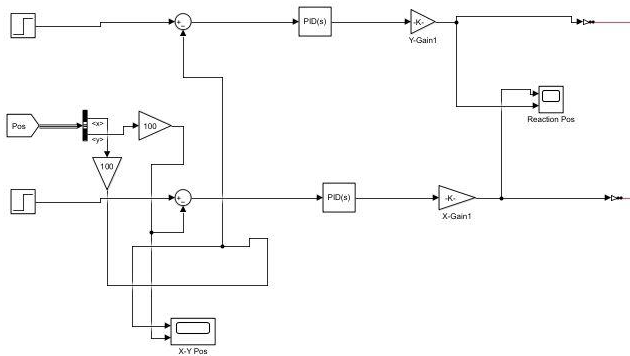 PID(s)
-K-
Y-Gain1
Pos
<x>
<y>
100
100
Reaction Pos
PID(s)
-K-
X-Gain1
X-Y Pos